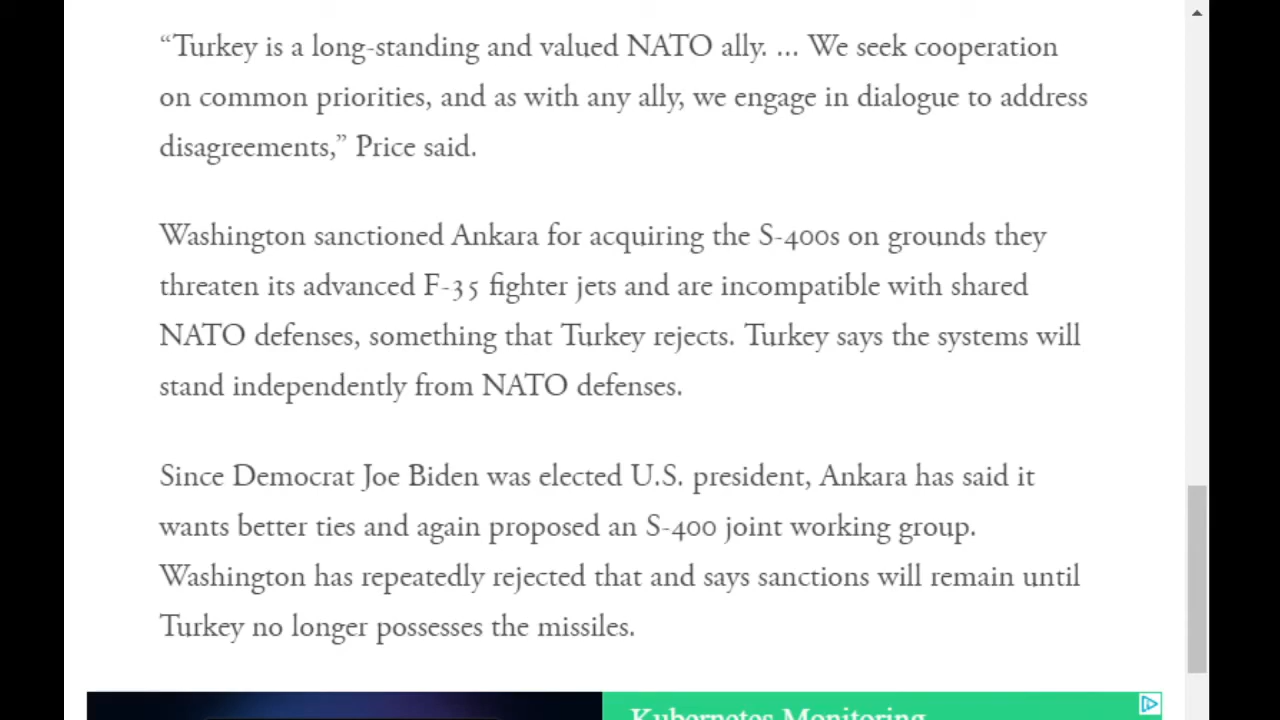 “Turkey is a long-standing and valued NATO ally. … We seek cooperation
on common priorities, and as with any ally, we engage in dialogue to address
disagreements,” Price said.
Washington sanctioned Ankara for acquiring the S-400s on grounds they
threaten its advanced F-35 fighter jets and are incompatible with shared
NATO defenses, something that Turkey rejects. Turkey says the systems will
stand independently from NATO defenses.
Since Democrat Joe Biden was elected U.S. president, Ankara has said it
wants better ties and again proposed an S-400 joint working group.
Washington has repeatedly rejected that and says sanctions will remain until
Turkey no longer possesses the missiles.
Kubernetes Monitoring